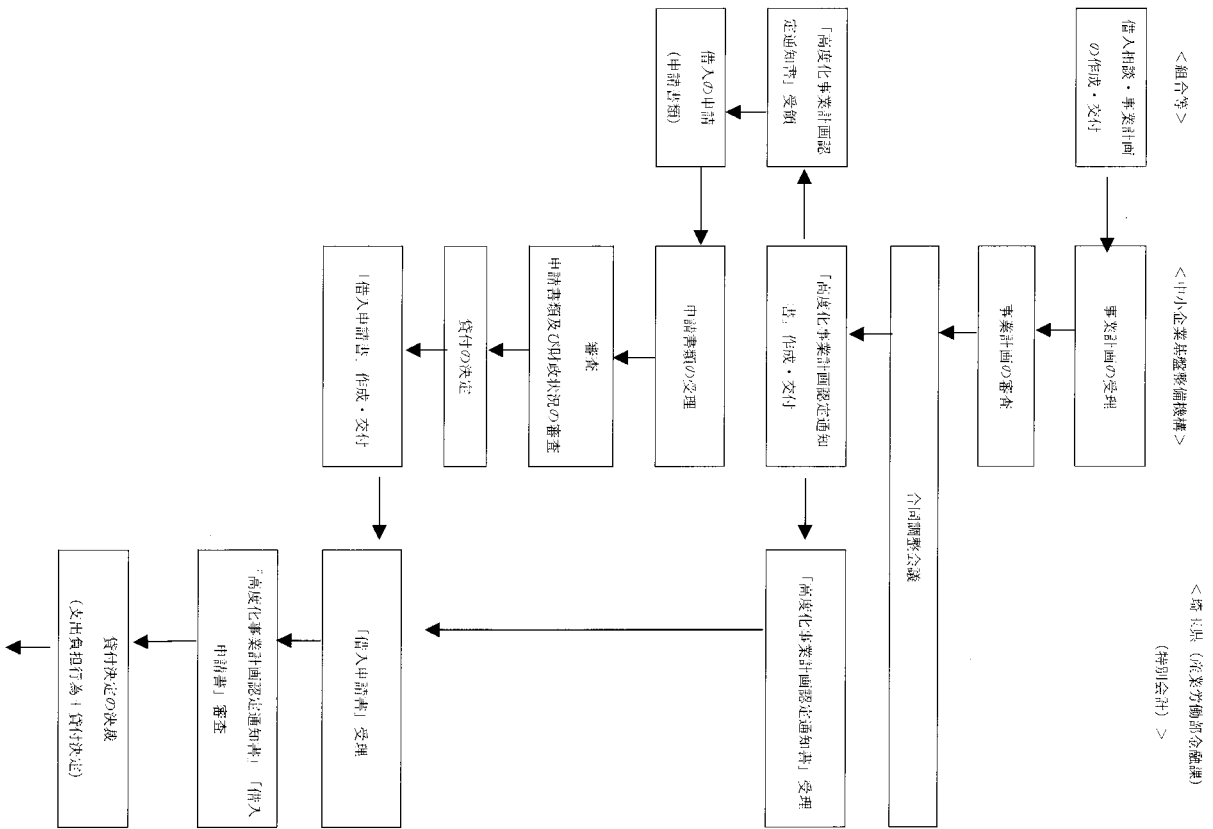 <組合等>
借入相談・事業計画
の作成・交付
「高度化事業計画認
定通知書」受領
借入の申請
(申請書類)
<中小企業基盤整備機構>
事業計画の受理
事業計画の審査
合同調整会議
「高度化事業計画認定通知
書」作成・交付
申請書類の受理
審査
申請書類及び財政状況の審査
貸付の決定
「借入申請書」作成・交付
<埼玉県(産業労働部金融課)
(特別会計)>
「高度化事業計画認定通知書」受理
「借入申請書」受理
「高度化事業計画認定通知書」「借入
申請書」審査
貸付決定の決裁
(支出負担行為+貸付決定)